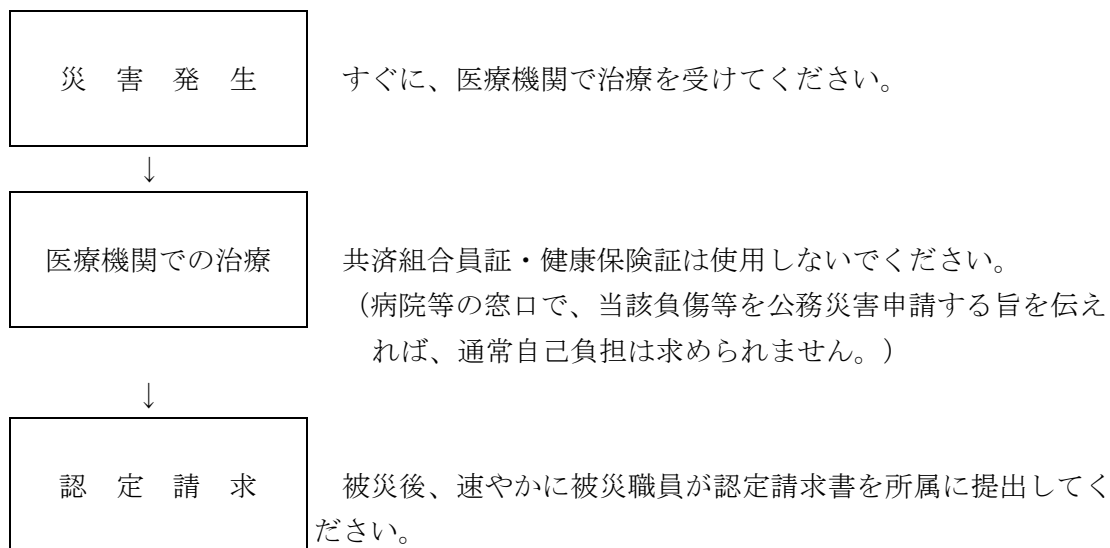 災　害　発　生　すぐに、医療機関で治療を受けてください。
↓
医療機関での治療　共済組合員証・健康保険証は使用しないでください。
（病院等の窓口で、当該負傷等を公務災害申請する旨を伝え
れば、通常自己負担は求められません。）
↓
認　定　請　求　被災後、速やかに被災職員が認定請求書を所属に提出してく
ださい。